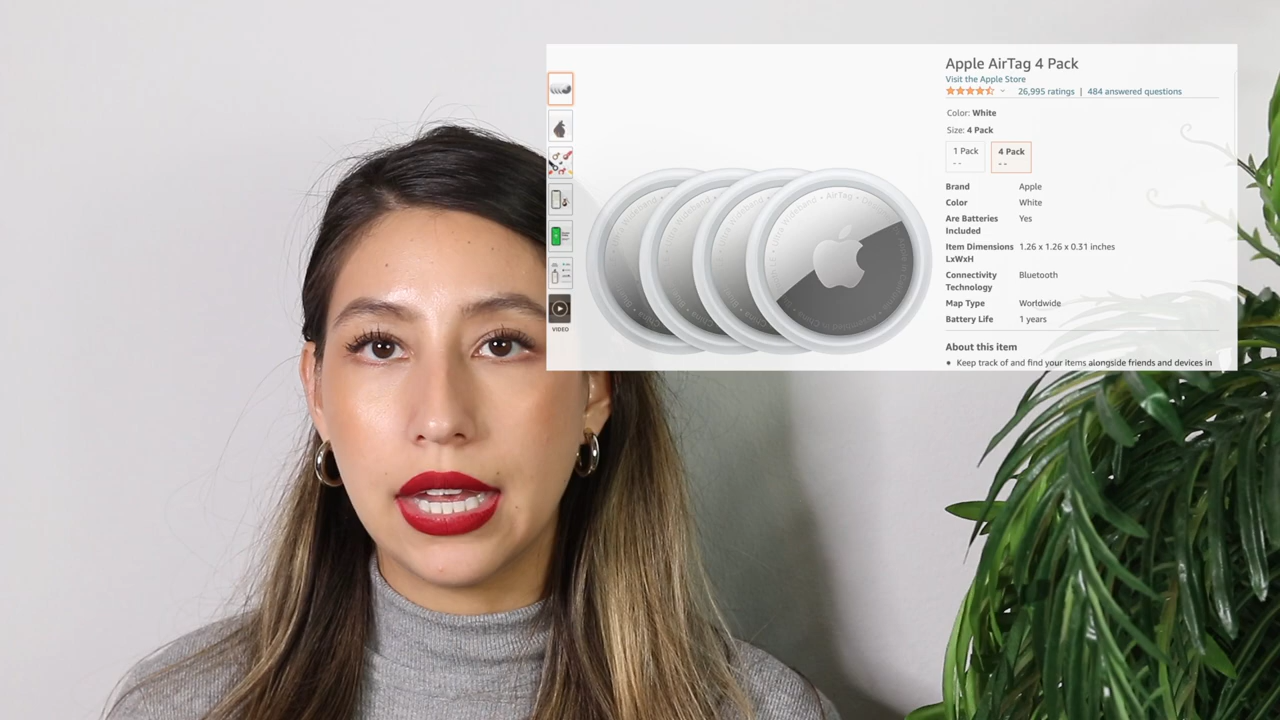 Apple AirTag 4 Pack
Visit the Apple Store
26,995 ratings | 484 answered questions
Color: White
Size: 4 Pack
1 Pack
--
4 Pack
--
Brand Apple
Color White
Are Batteries Included Yes
Item Dimensions LxWxH 1.26 x 1.26 x 0.31 inches
Connectivity Technology Bluetooth
Map Type Worldwide
Battery Life 1 years
About this item
Keep track of and find your items alongside friends and devices in
VIDEO
Ultra Wideband • AirTag